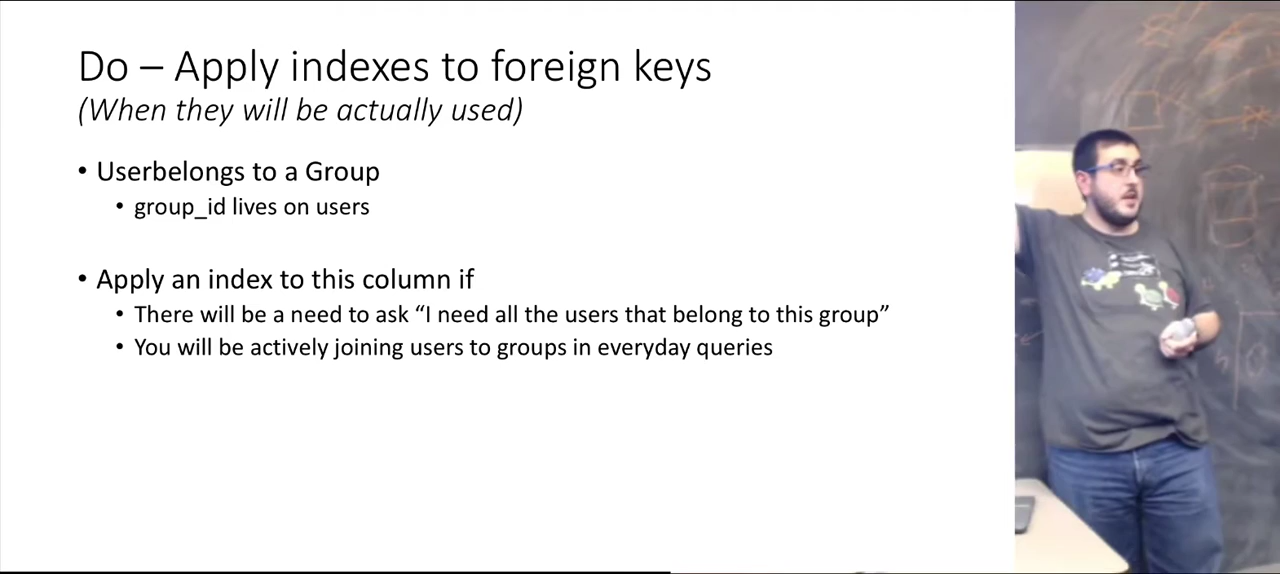 Do – Apply indexes to foreign keys
(When they will be actually used)
• Userbelongs to a Group
• group_id lives on users
• Apply an index to this column if
• There will be a need to ask “I need all the users that belong to this group”
• You will be actively joining users to groups in everyday queries